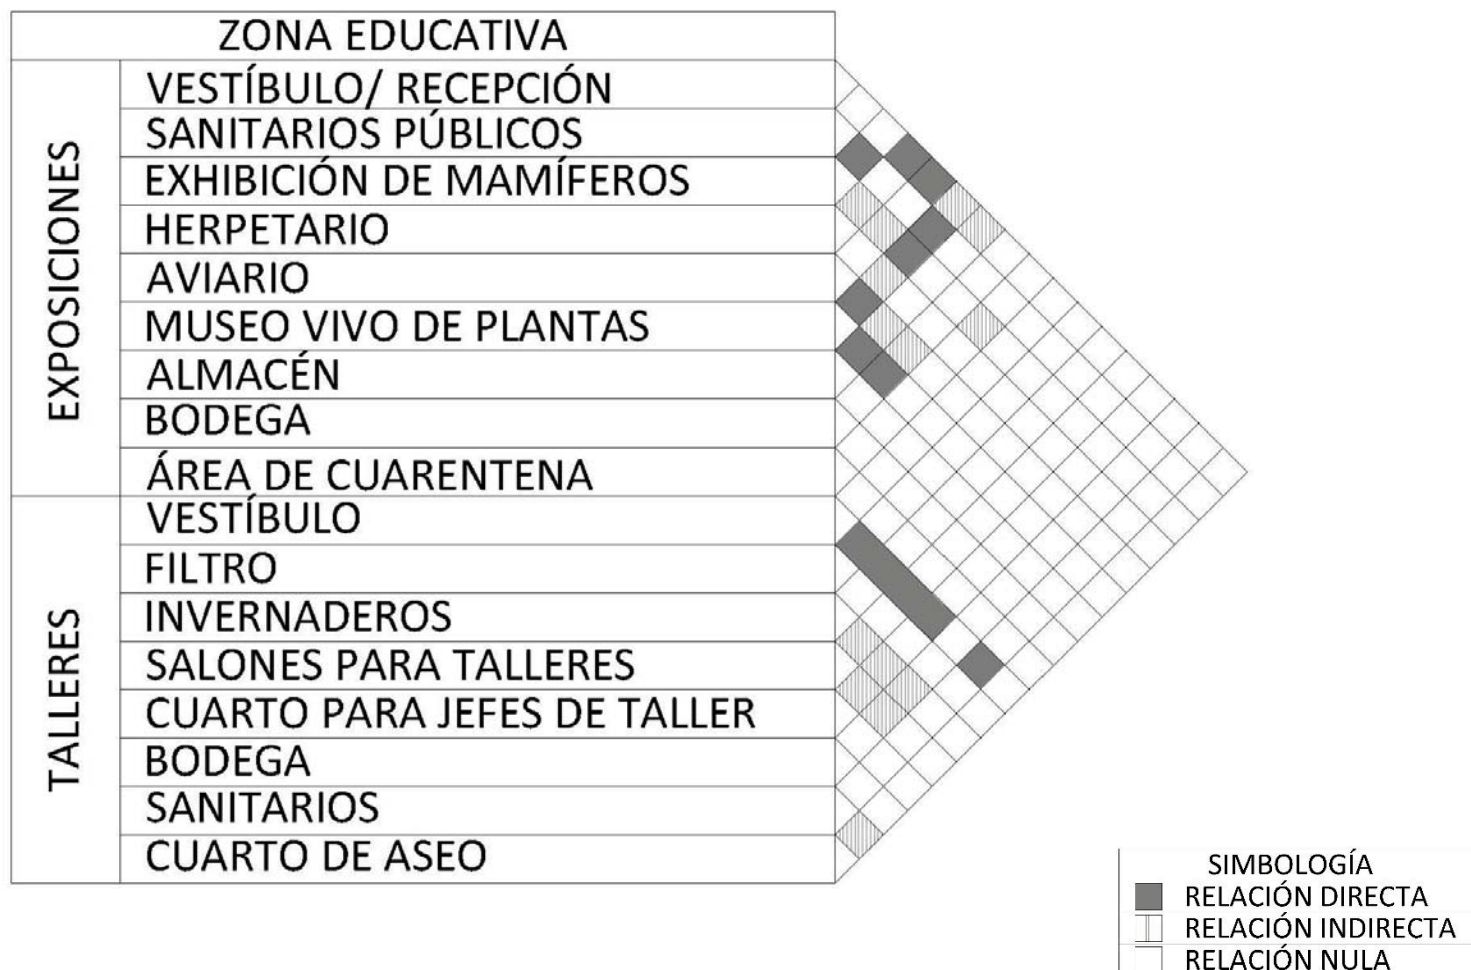 ZONA EDUCATIVA
EXPOSICIONES
VESTÍBULO/ RECEPCIÓN
SANITARIOS PÚBLICOS
EXHIBICIÓN DE MAMÍFEROS
HERPETARIO
AVIARIO
MUSEO VIVO DE PLANTAS
ALMACÉN
BODEGA
ÁREA DE CUARENTENA
TALLERES
VESTÍBULO
FILTRO
INVERNADEROS
SALONES PARA TALLERES
CUARTO PARA JEFES DE TALLER
BODEGA
SANITARIOS
CUARTO DE ASEO
SIMBOLOGÍA
RELACIÓN DIRECTA
RELACIÓN INDIRECTA
RELACIÓN NULA